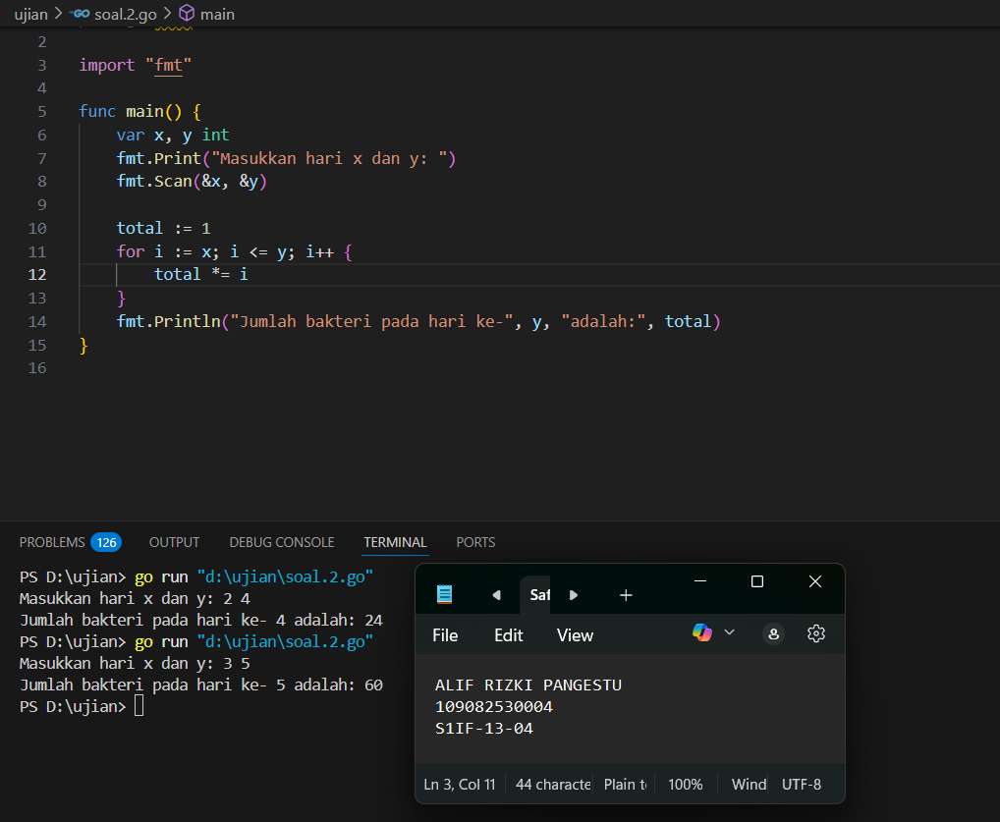 ujian > GO soal.2.go > main
2
3 import "fmt"
4
5 func main() {
6 var x, y int
7 fmt.Print("Masukkan hari x dan y: ")
8 fmt.Scan(&x, &y)
9
10 total := 1
11 for i := x; i <= y; i++ {
12 total *= i
13 }
14 fmt.Println("Jumlah bakteri pada hari ke-", y, "adalah:", total)
15 }
16
PROBLEMS 126 OUTPUT DEBUG CONSOLE TERMINAL PORTS
PS D:\ujian> go run "d:\ujian\soal.2.go"
Masukkan hari x dan y: 2 4
Jumlah bakteri pada hari ke- 4 adalah: 24
PS D:\ujian> go run "d:\ujian\soal.2.go"
Masukkan hari x dan y: 3 5
Jumlah bakteri pada hari ke- 5 adalah: 60
PS D:\ujian>
Saf
File Edit View
ALIF RIZKI PANGESTU
109082530004
S1IF-13-04
Ln 3, Col 11 44 characte Plain t 100% Wind UTF-8